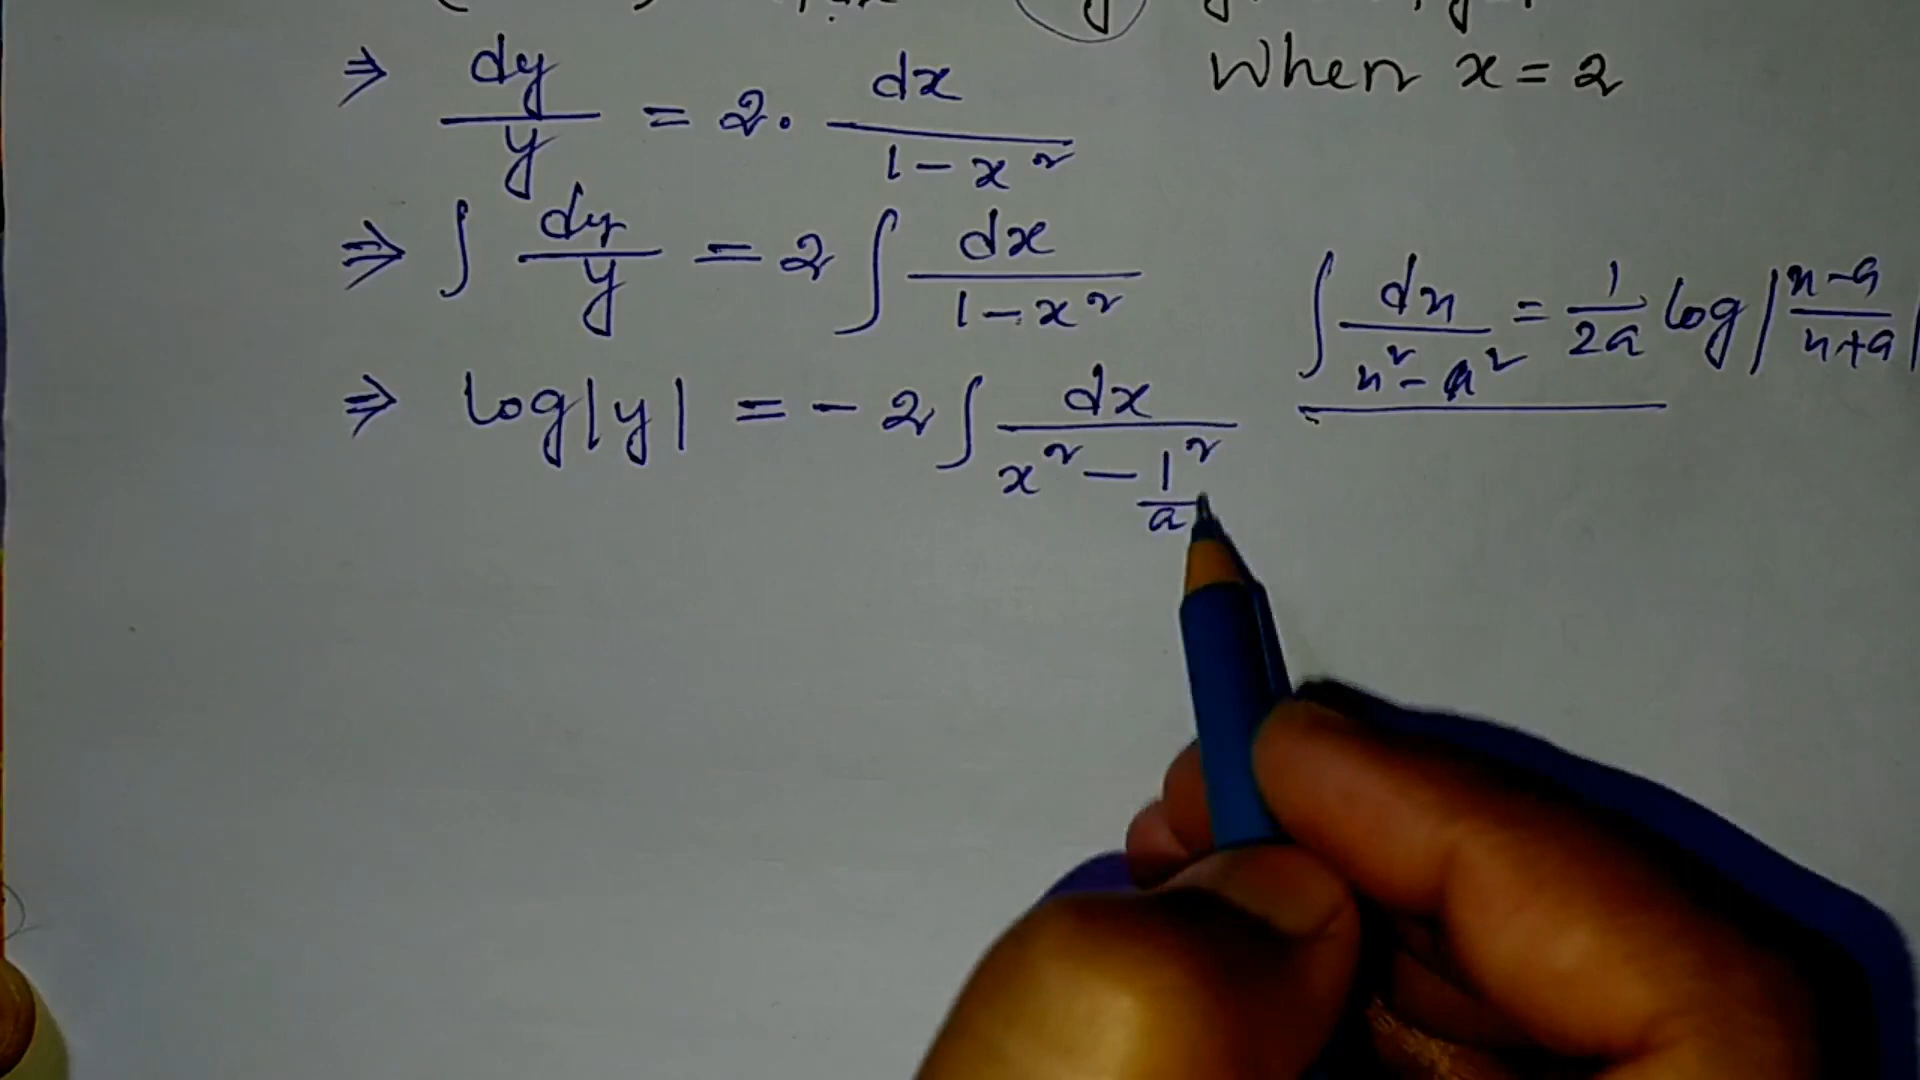 when x = 2
⇒ dy/y = 2 · dx/(1 - x²)
⇒ ∫ dy/y = 2 ∫ dx/(1 - x²)
∫ dx/(x² - a²) = 1/2a log |(x - a)/(x + a)|
⇒ log|y| = - 2 ∫ dx/(x² - 1²)
a